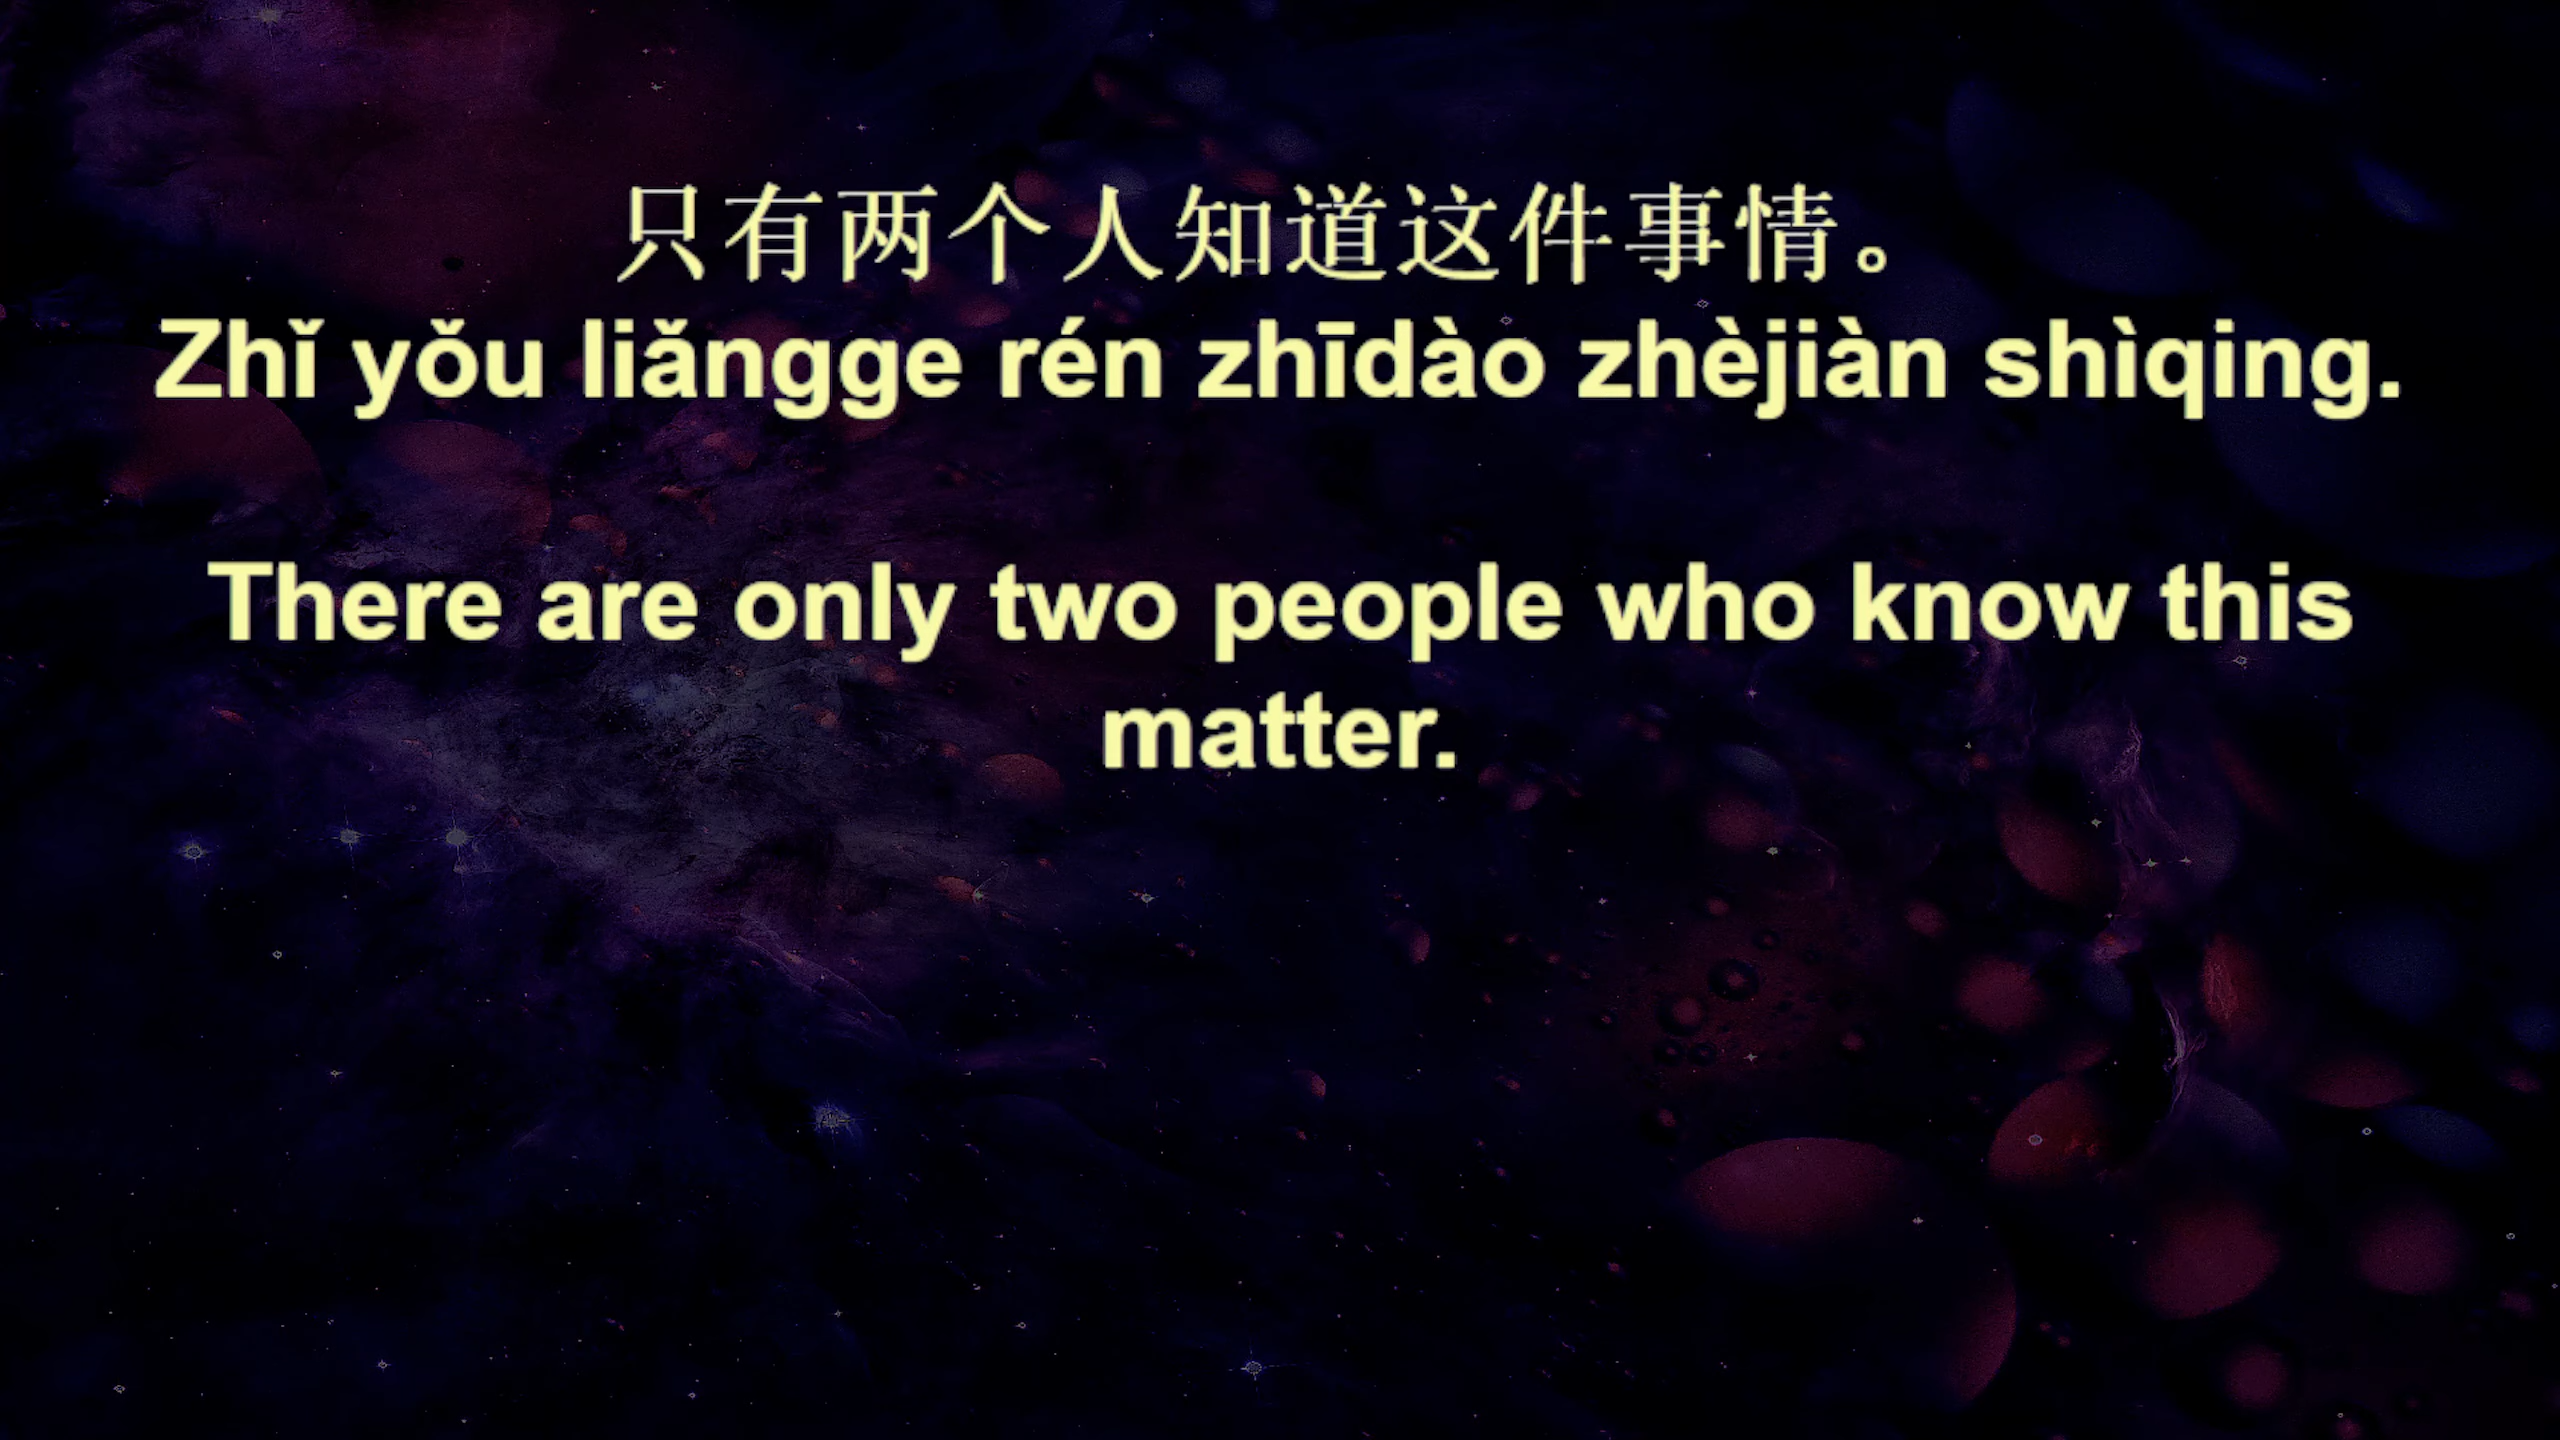 只有两个人知道这件事情。
Zhǐ yǒu liǎngge rén zhīdào zhèjiàn shìqing.
There are only two people who know this
matter.